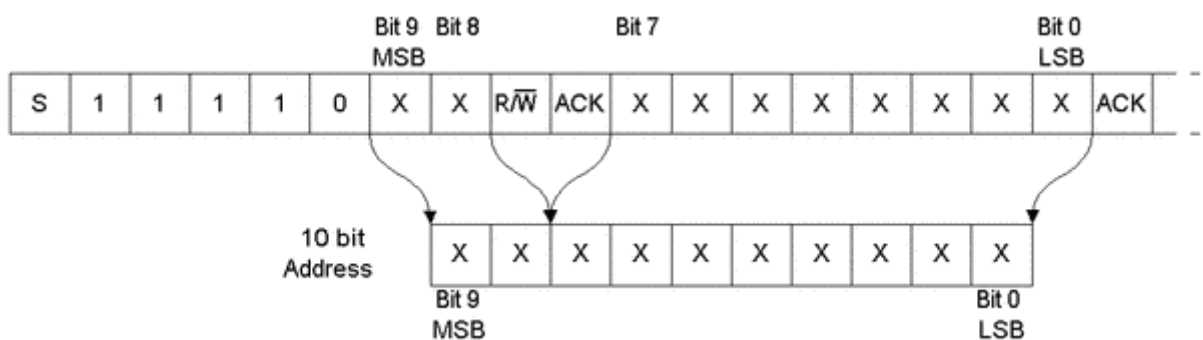 Bit 9 Bit 8 Bit 7 Bit 0
MSB LSB
S 1 1 1 1 0 X X R/W̅ ACK X X X X X X X X ACK
10 bit
Address
X X X X X X X X X X
Bit 9 Bit 0
MSB LSB